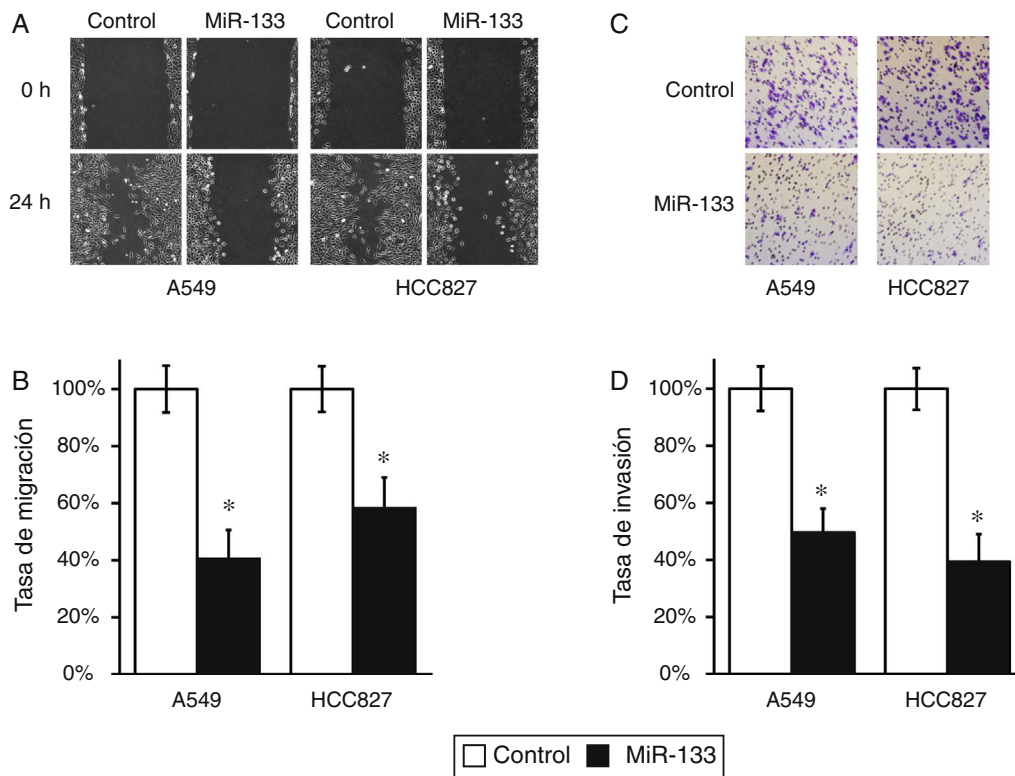 A
Control
MiR-133
Control
MiR-133
0 h
24 h
A549
HCC827
C
Control
MiR-133
A549
HCC827
B
Tasa de migración
100%
80%
60%
40%
20%
0%
*
*
A549
HCC827
D
Tasa de invasión
100%
80%
60%
40%
20%
0%
*
*
A549
HCC827
Control
MiR-133